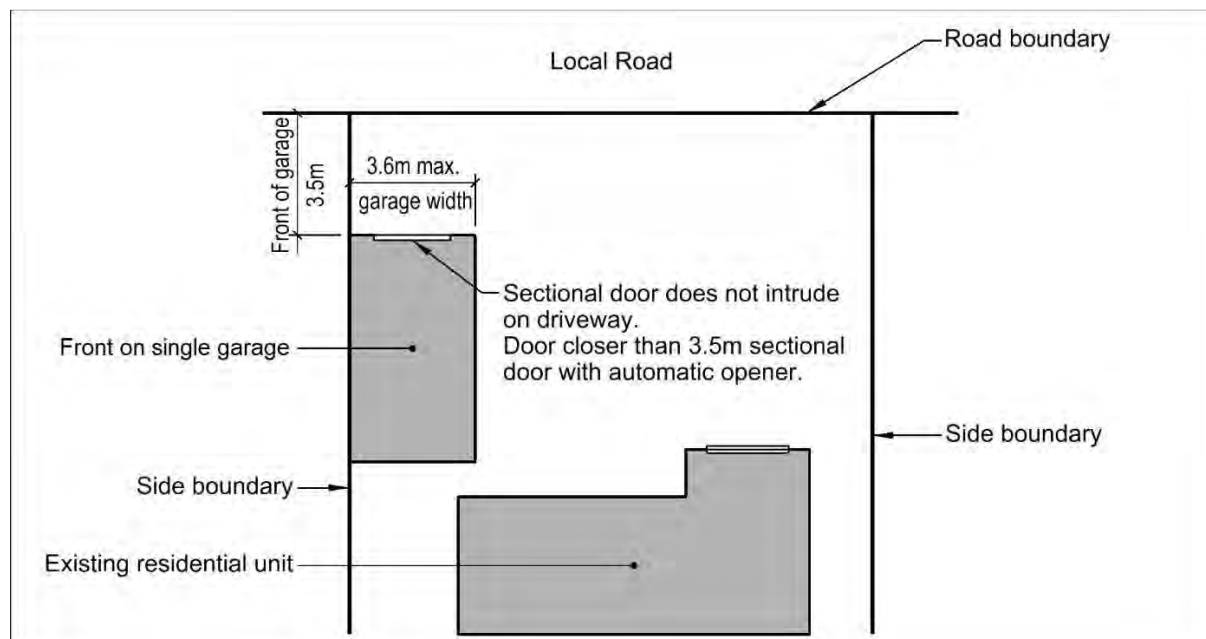 Local Road
Road boundary
Front of garage
3.5m
3.6m max.
garage width
Sectional door does not intrude
on driveway.
Door closer than 3.5m sectional
door with automatic opener.
Front on single garage
Side boundary
Side boundary
Existing residential unit